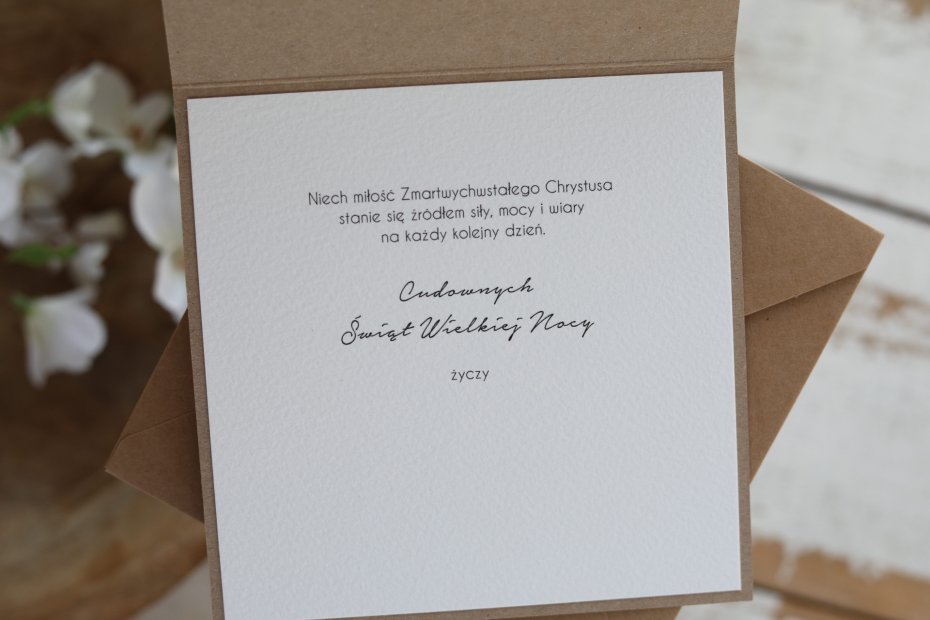 Niech miłość Zmartwychwstałego Chrystusa
stanie się źródłem siły, mocy i wiary
na każdy kolejny dzień.
Cudownych
Świąt Wielkiej Nocy
życzy